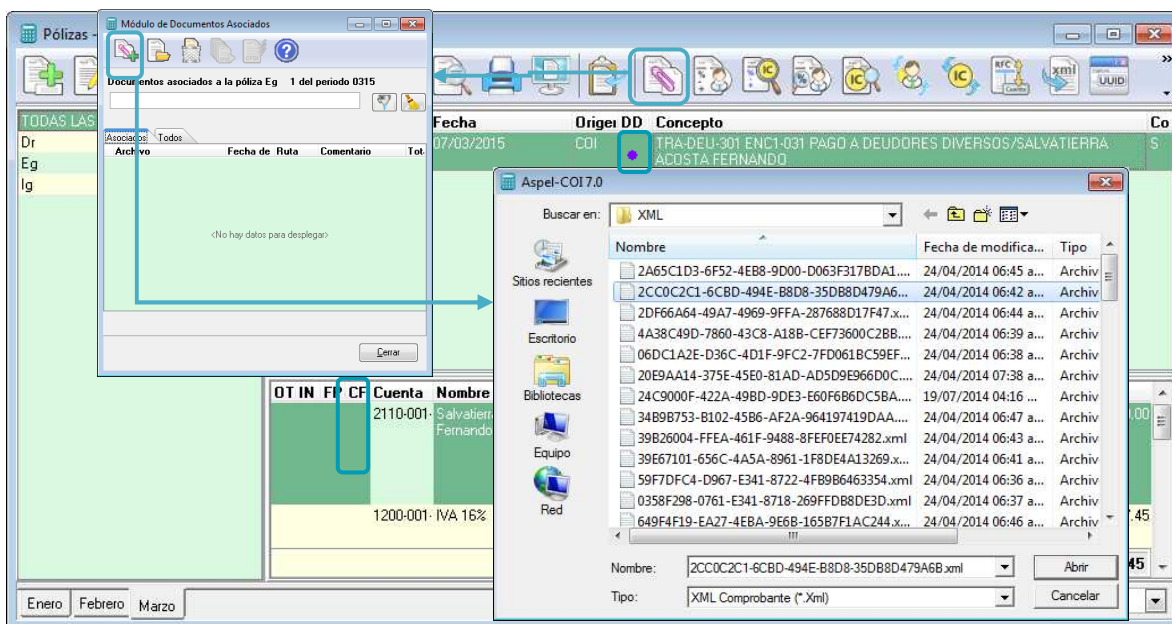 Pólizas -
Módulo de Documentos Asociados
Documentos asociados a la póliza Eg 1 del periodo 0315
Asociados Todos
Archivo Fecha de Ruta Comentario Tot
<No hay datos para desplegar>
Cerrar
IC IC IC RFC Cuenta xml UUID
TODAS LAS
Dr
Eg
Ig
Fecha Origen DD Concepto Co
07/03/2015 COI TRA-DEU-301 ENC1-031 PAGO A DEUDORES DIVERSOS/SALVATIERRA S
ACOSTA FERNANDO
Aspel-COI 7.0
Buscar en: XML
Nombre Fecha de modifica... Tipo
2A65C1D3-6F52-4EB8-9D00-D063F317BDA1.... 24/04/2014 06:45 a... Archiv
2CC0C2C1-6CBD-494E-B8D8-35DB8D479A6... 24/04/2014 06:42 a... Archiv
2DF66A64-49A7-4969-9FFA-287688D17F47.x... 24/04/2014 06:44 a... Archiv
4A38C49D-7860-43C8-A18B-CEF73600C2BB.... 24/04/2014 06:39 a... Archiv
06DC1A2E-D36C-4D1F-9FC2-7FD061BC59EF... 24/04/2014 06:38 a... Archiv
20E9AA14-375E-45E0-81AD-AD5D9E966D0C.... 24/04/2014 07:38 a... Archiv
24C9000F-422A-49BD-9DE3-E60F6B6DC5BA.... 19/07/2014 04:16 ... Archiv
34B9B753-B102-45B6-AF2A-964197419DAA.... 24/04/2014 06:47 a... Archiv
39B26004-FFEA-461F-9488-8FEF0EE74282.xml 24/04/2014 06:43 a... Archiv
39E67101-656C-4A5A-8961-1F8DE4A13269.x... 24/04/2014 06:41 a... Archiv
59F7DFC4-D967-E341-8722-4FB9B6463354.xml 24/04/2014 06:36 a... Archiv
0358F298-0761-E341-8718-269FFDB8DE3D.xml 24/04/2014 06:37 a... Archiv
649F4F19-EA27-4EBA-9E6B-165B7F1AC244.x... 24/04/2014 06:46 a... Archiv
Sitios recientes
Escritorio
Bibliotecas
Equipo
Red
Nombre: 2CC0C2C1-6CBD-494E-B8D8-35DB8D479A6B.xml Abrir
Tipo: XML Comprobante (*.Xml) Cancelar
OT IN FP CF Cuenta Nombre
2110-001- Salvatierra
Fernando
.00
1200-001- IVA 16%
.45
45
Enero Febrero Marzo